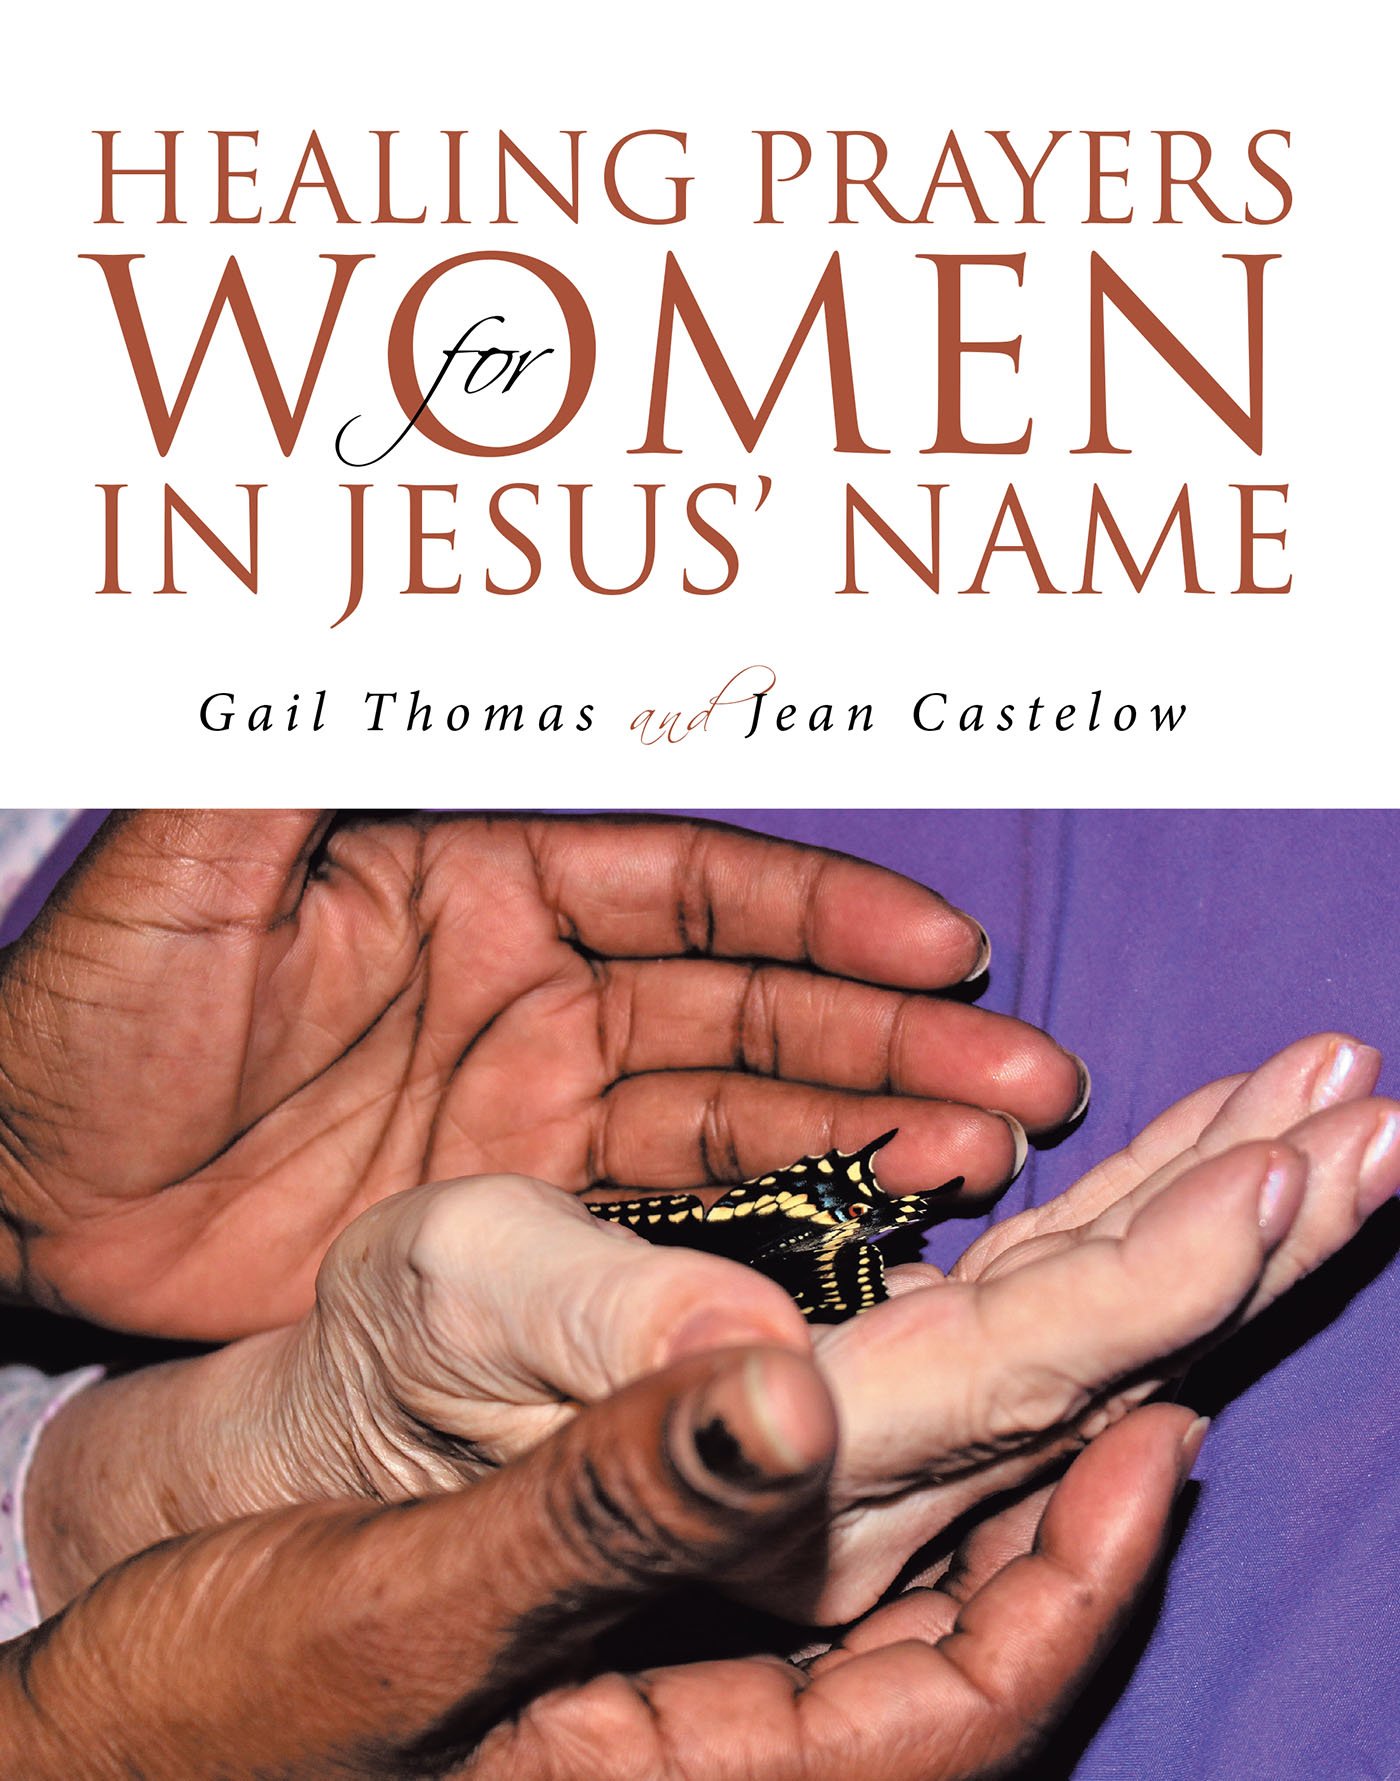 HEALING PRAYERS
for
WOMEN
IN JESUS’ NAME
Gail Thomas and Jean Castelow